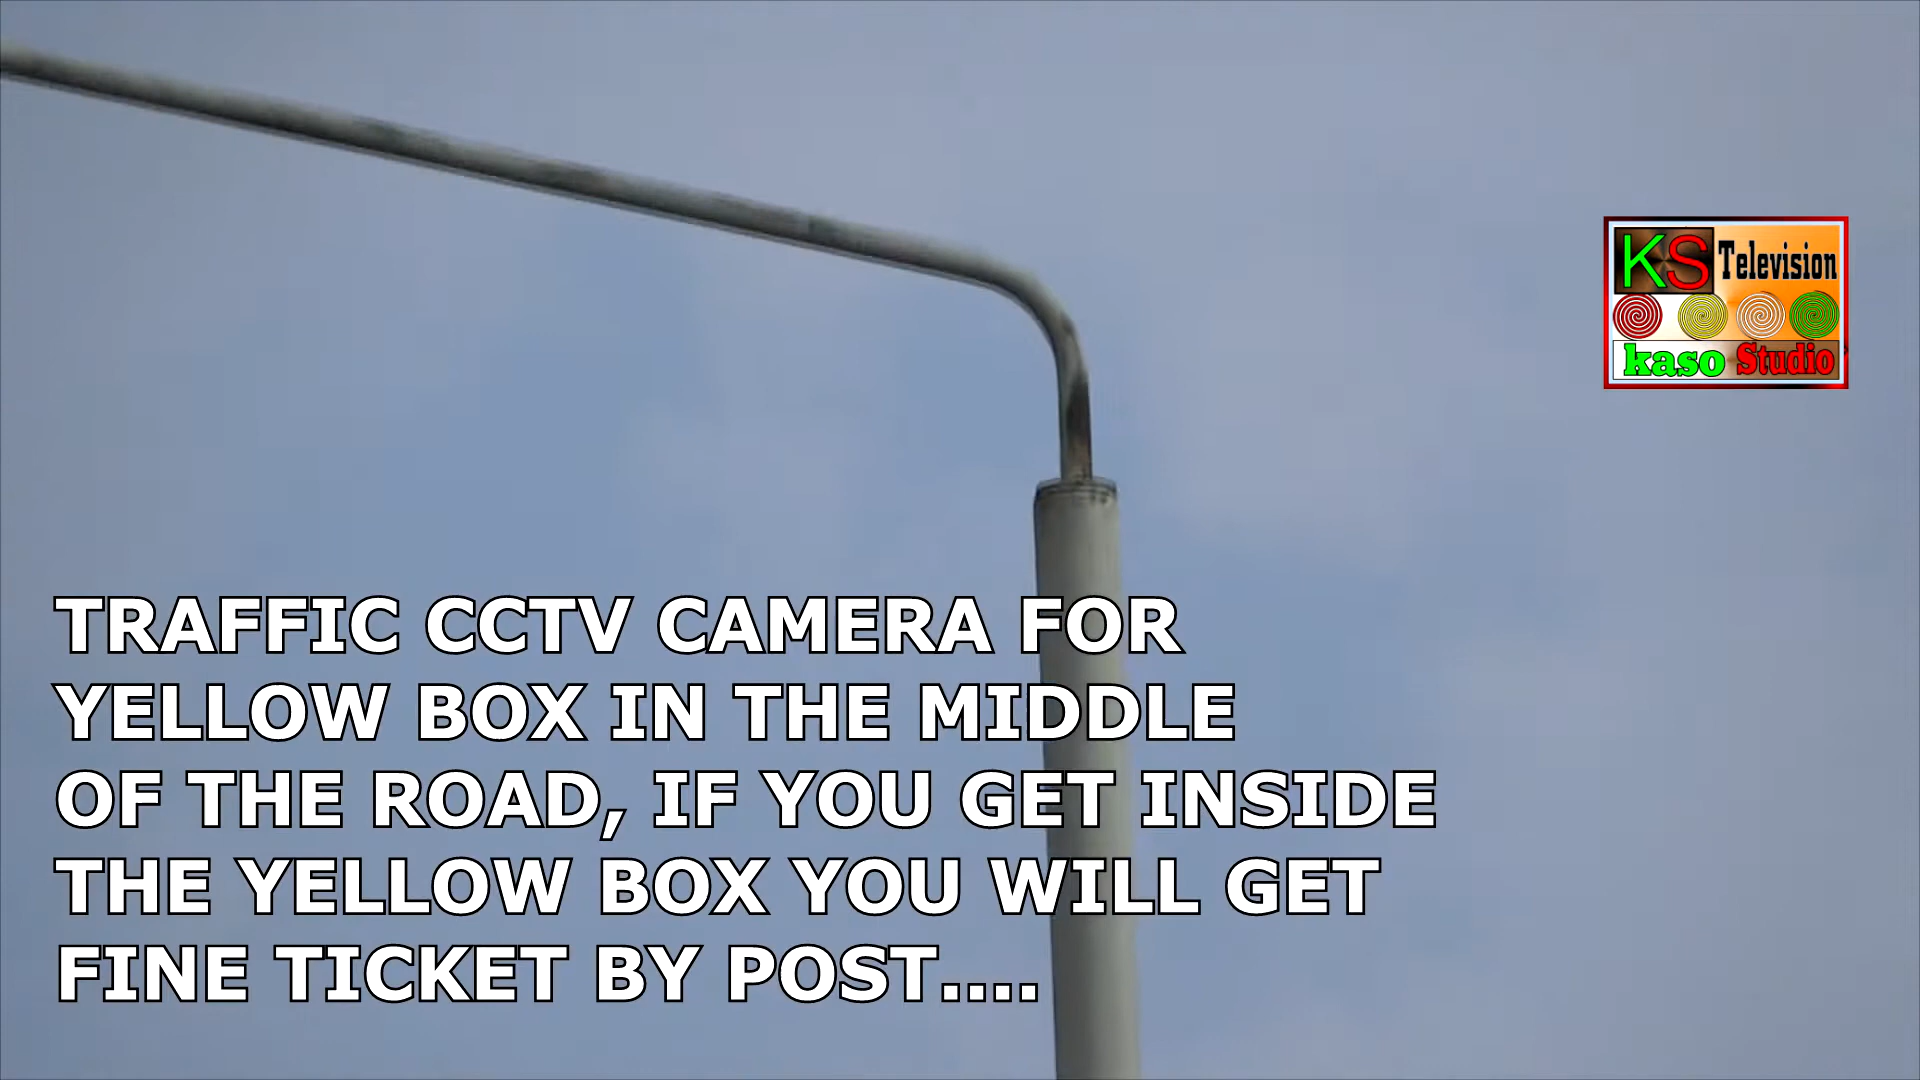 KS Television
kaso Studio
TRAFFIC CCTV CAMERA FOR
YELLOW BOX IN THE MIDDLE
OF THE ROAD, IF YOU GET INSIDE
THE YELLOW BOX YOU WILL GET
FINE TICKET BY POST....